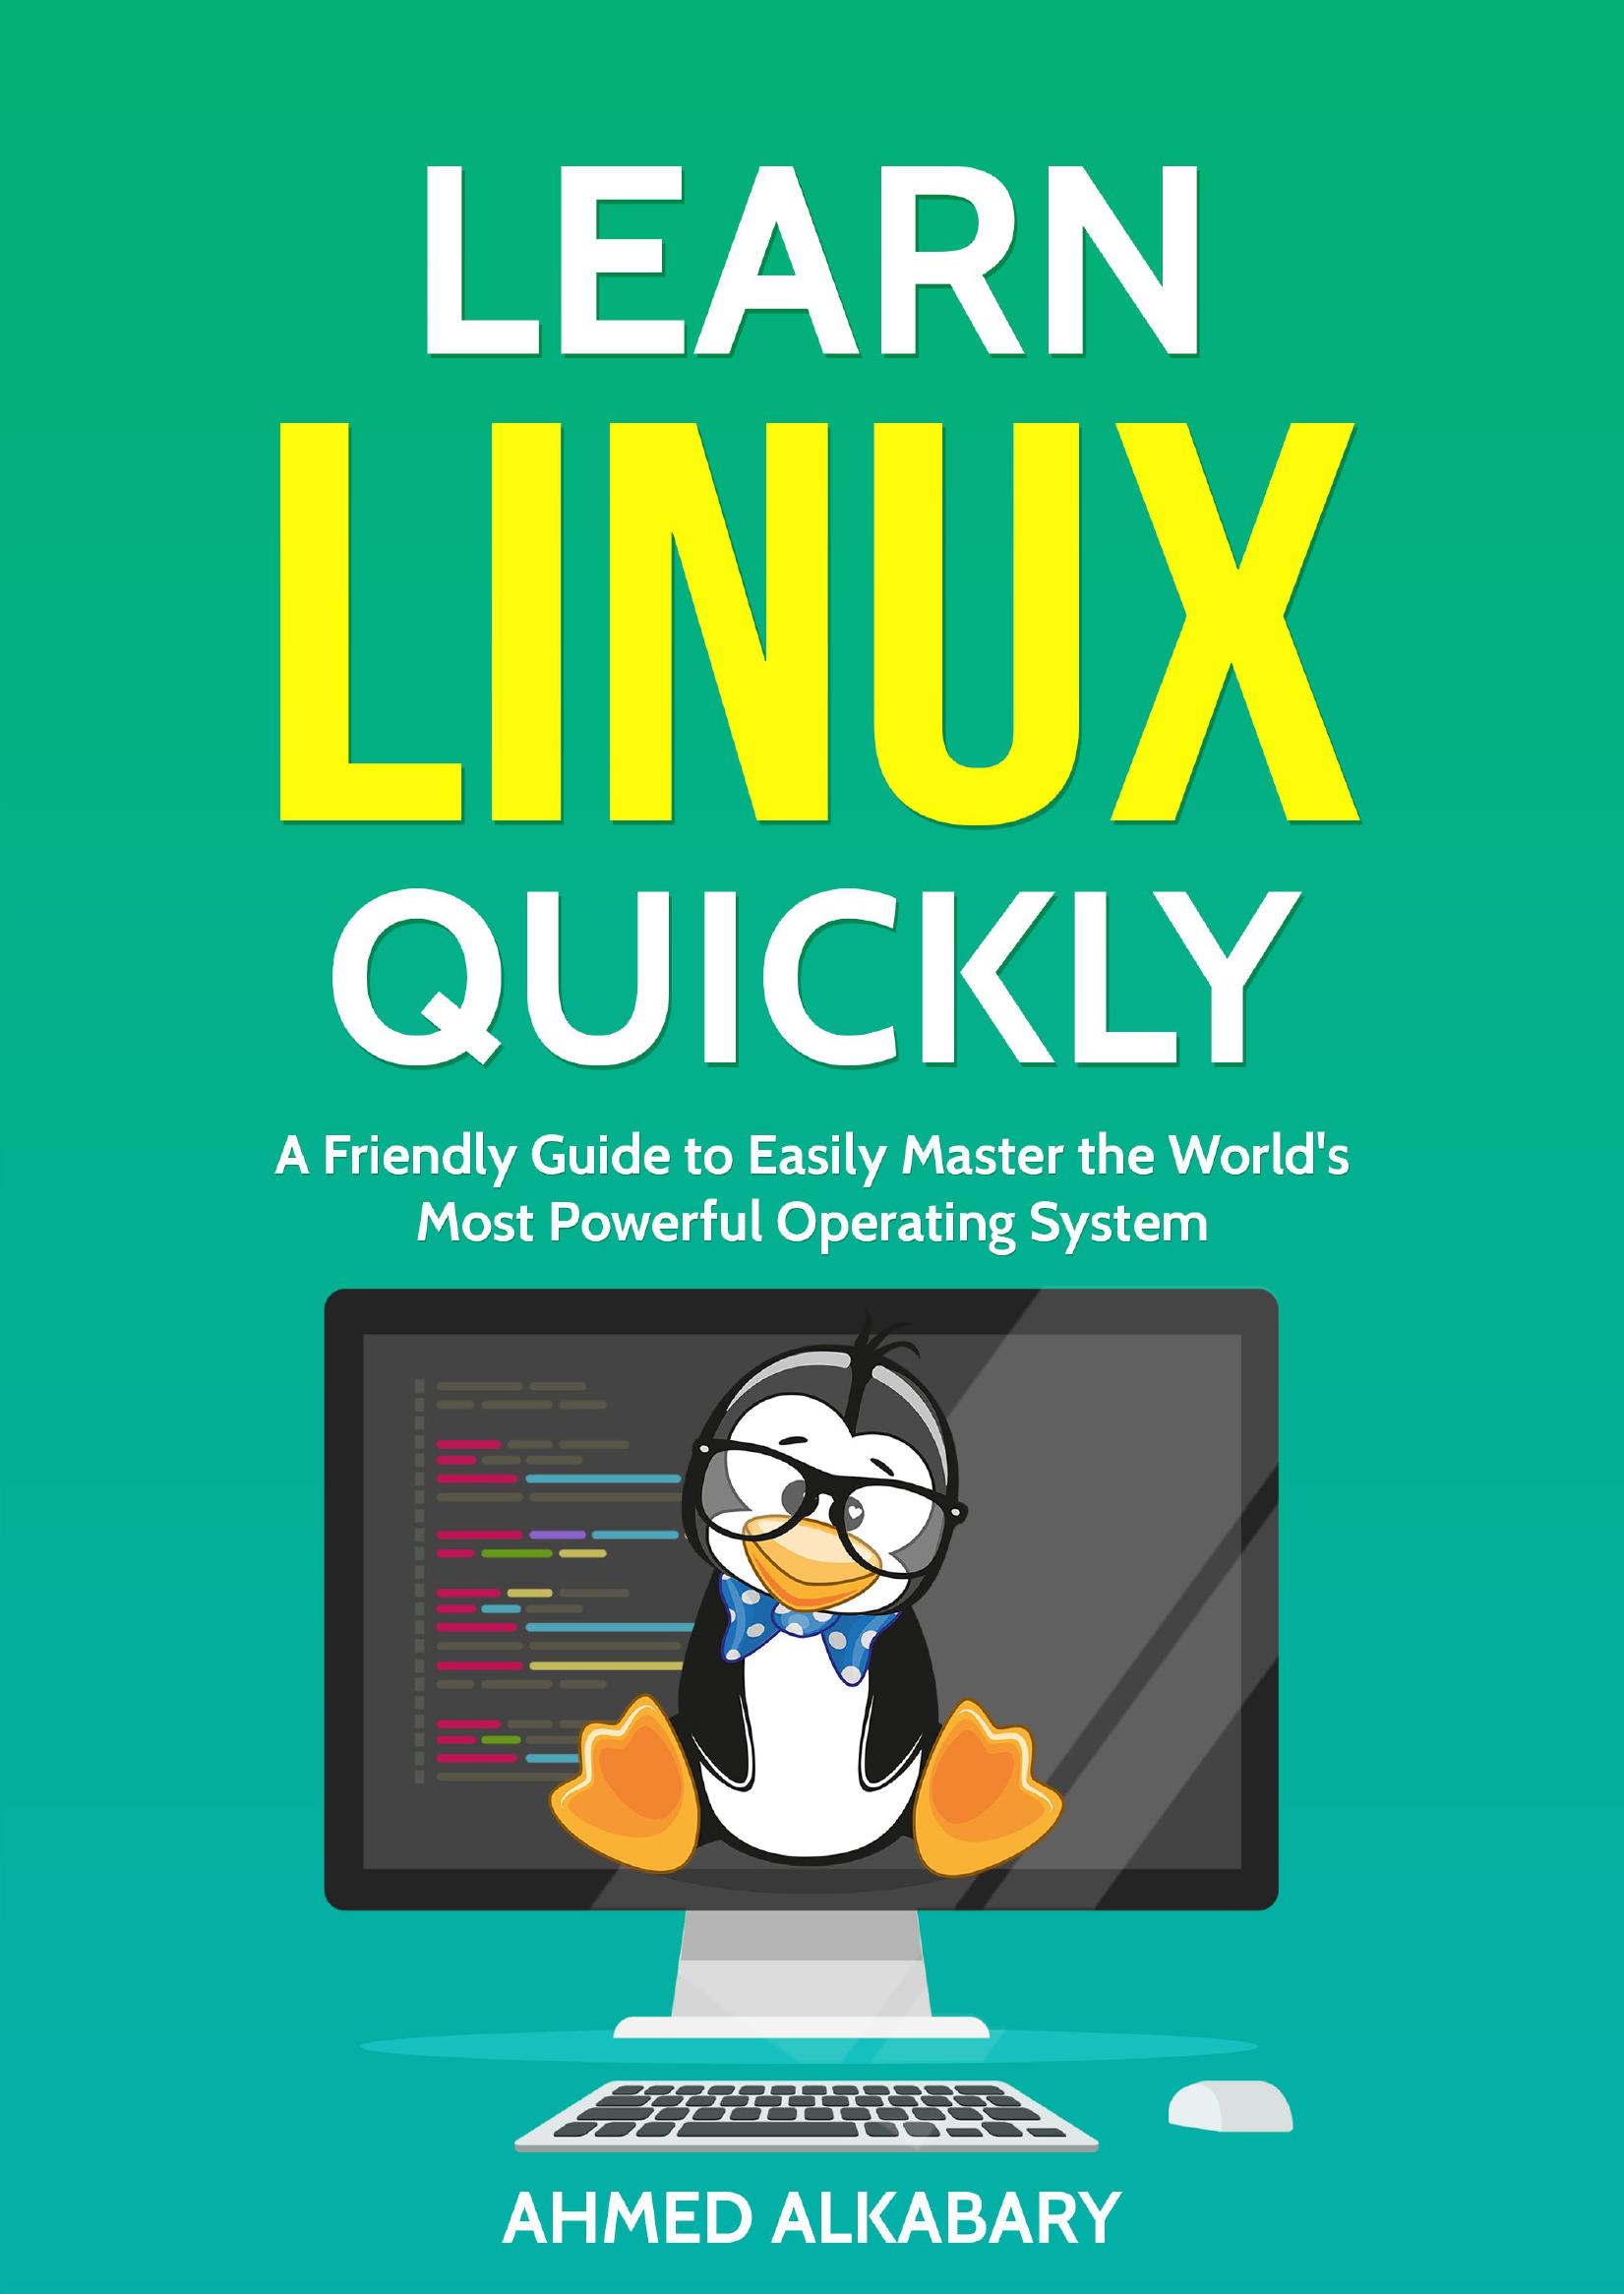 LEARN
LINUX
QUICKLY
A Friendly Guide to Easily Master the World's
Most Powerful Operating System
AHMED ALKABARY